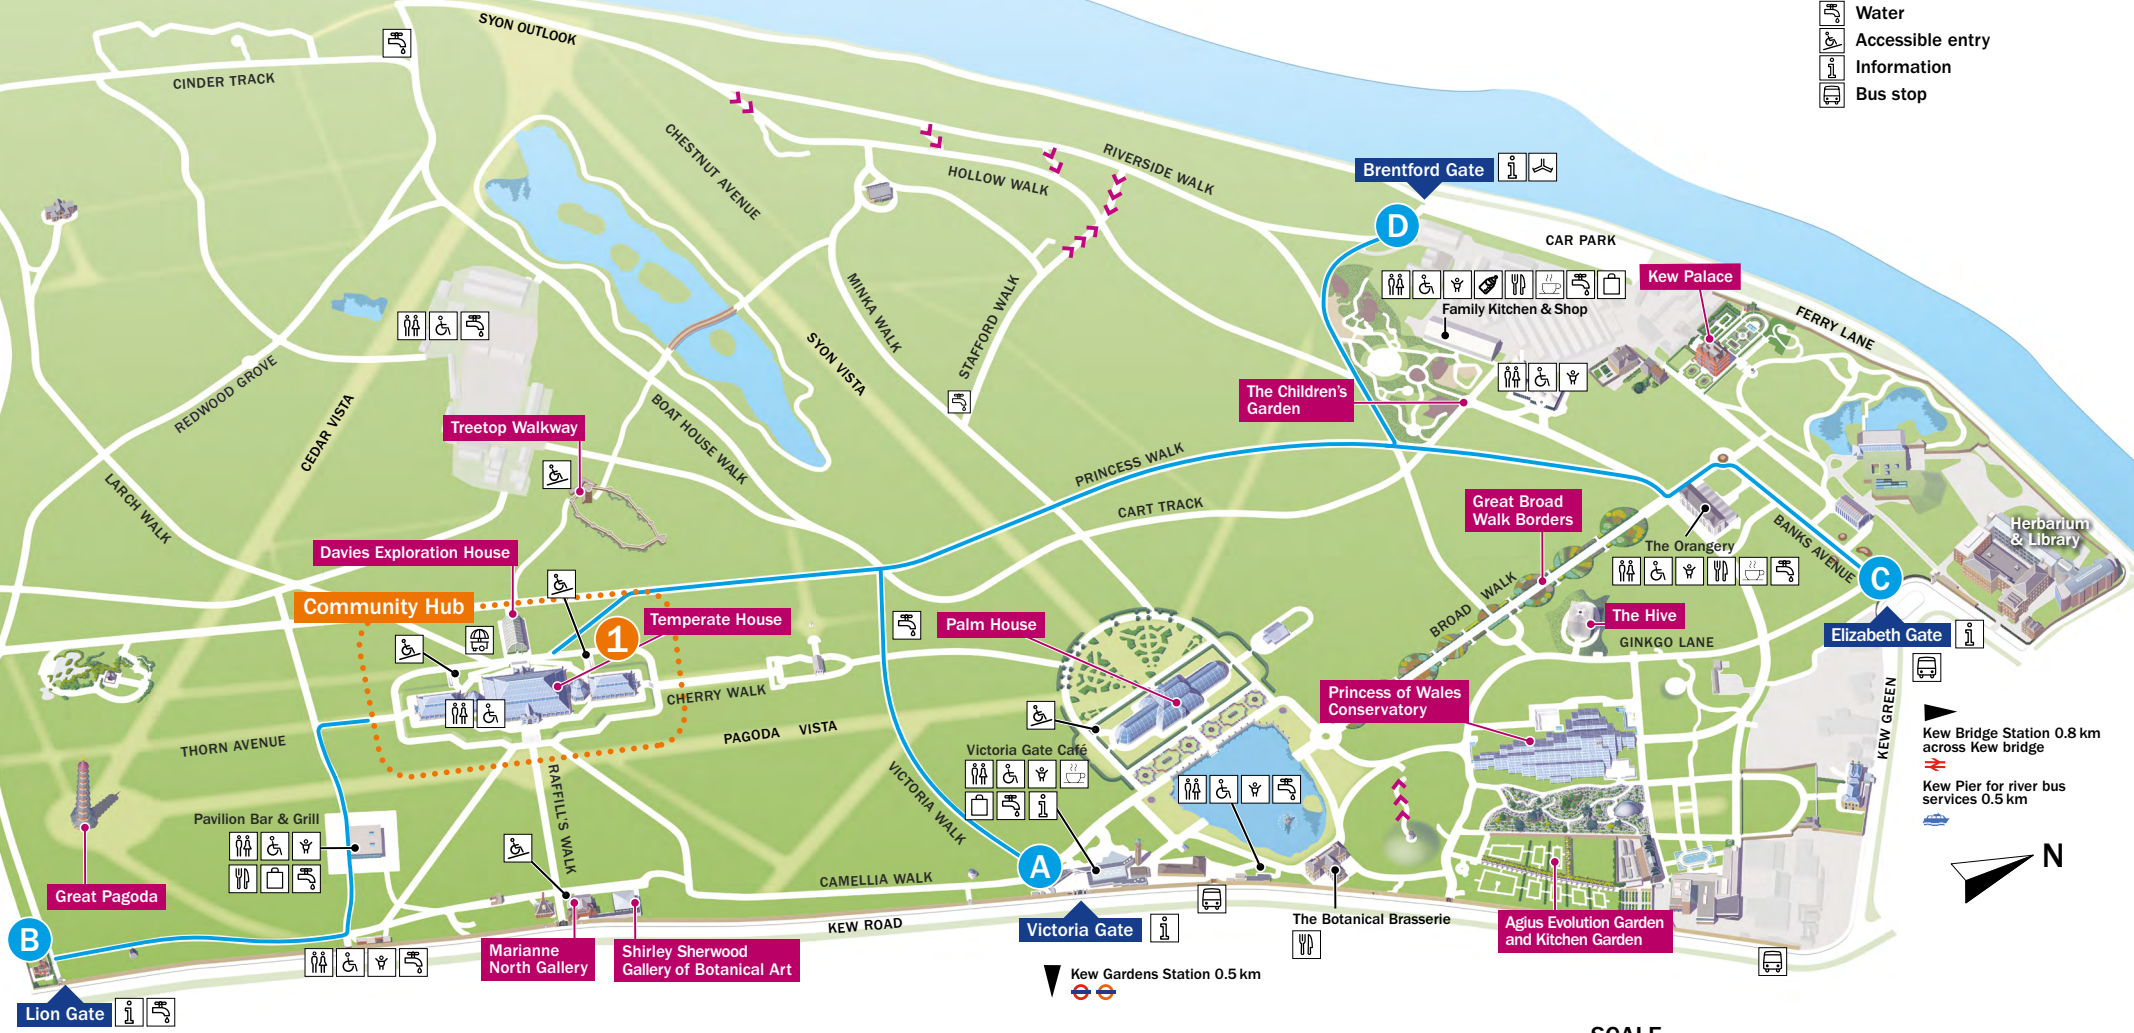 Water
Accessible entry
Information
Bus stop
SYON OUTLOOK
CINDER TRACK
CHESTNUT AVENUE
HOLLOW WALK
RIVERSIDE WALK
Brentford Gate
D
CAR PARK
Kew Palace
Family Kitchen & Shop
FERRY LANE
MINKA WALK
STAFFORD WALK
SYON VISTA
REDWOOD GROVE
CEDAR VISTA
BOAT HOUSE WALK
The Children's
Garden
Treetop Walkway
LARCH WALK
PRINCESS WALK
CART TRACK
Great Broad
Walk Borders
The Orangery
BANKS AVENUE
Herbarium
& Library
C
Davies Exploration House
Community Hub
1
Temperate House
Palm House
BROAD WALK
The Hive
GINKGO LANE
Elizabeth Gate
CHERRY WALK
PAGODA VISTA
THORN AVENUE
Princess of Wales
Conservatory
KEW GREEN
Kew Bridge Station 0.8 km
across Kew bridge
Kew Pier for river bus
services 0.5 km
N
Victoria Gate Café
VICTORIA WALK
RAFFILL'S WALK
Pavilion Bar & Grill
Great Pagoda
A
CAMELLIA WALK
KEW ROAD
B
Lion Gate
Marianne
North Gallery
Shirley Sherwood
Gallery of Botanical Art
Victoria Gate
Kew Gardens Station 0.5 km
The Botanical Brasserie
Agius Evolution Garden
and Kitchen Garden
SCALE